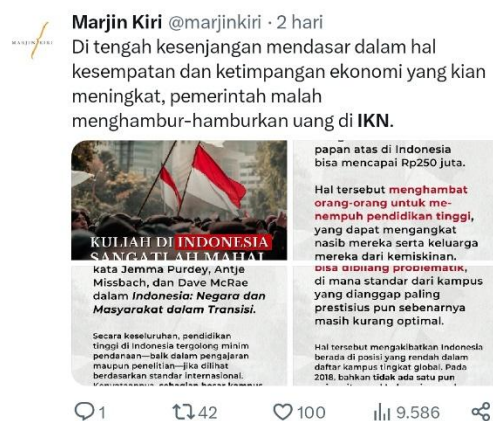 MARJIN KIRI
Marjin Kiri @marjinkiri · 2 hari
Di tengah kesenjangan mendasar dalam hal
kesempatan dan ketimpangan ekonomi yang kian
meningkat, pemerintah malah
menghambur-hamburkan uang di IKN.
KULIAH DI INDONESIA
SANGATLAH MAHAL
papan atas di Indonesia
bisa mencapai Rp250 juta.
Hal tersebut menghambat
orang-orang untuk me-
nempuh pendidikan tinggi,
yang dapat mengangkat
nasib mereka serta keluarga
mereka dari kemiskinan.
kata Jemma Purdey, Antje
Missbach, dan Dave McRae
dalam Indonesia: Negara dan
Masyarakat dalam Transisi.
Secara keseluruhan, pendidikan
tinggi di Indonesia tergolong minim
pendanaan—baik dalam pengajaran
maupun penelitian—jika dilihat
berdasarkan standar internasional.
Kenyataannya, sebagian besar kampus
bisa dibilang problematik,
di mana standar dari kampus
yang dianggap paling
prestisius pun sebenarnya
masih kurang optimal.
Hal tersebut mengakibatkan Indonesia
berada di posisi yang rendah dalam
daftar kampus tingkat global. Pada
2018, bahkan tidak ada satu pun
1 42 100 9.586